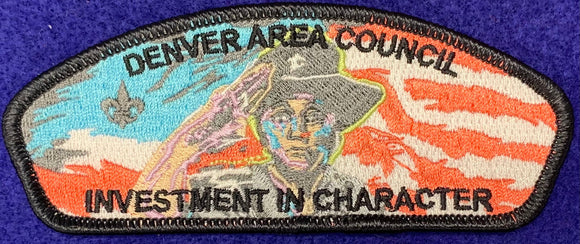 DENVER AREA COUNCIL
INVESTMENT IN CHARACTER